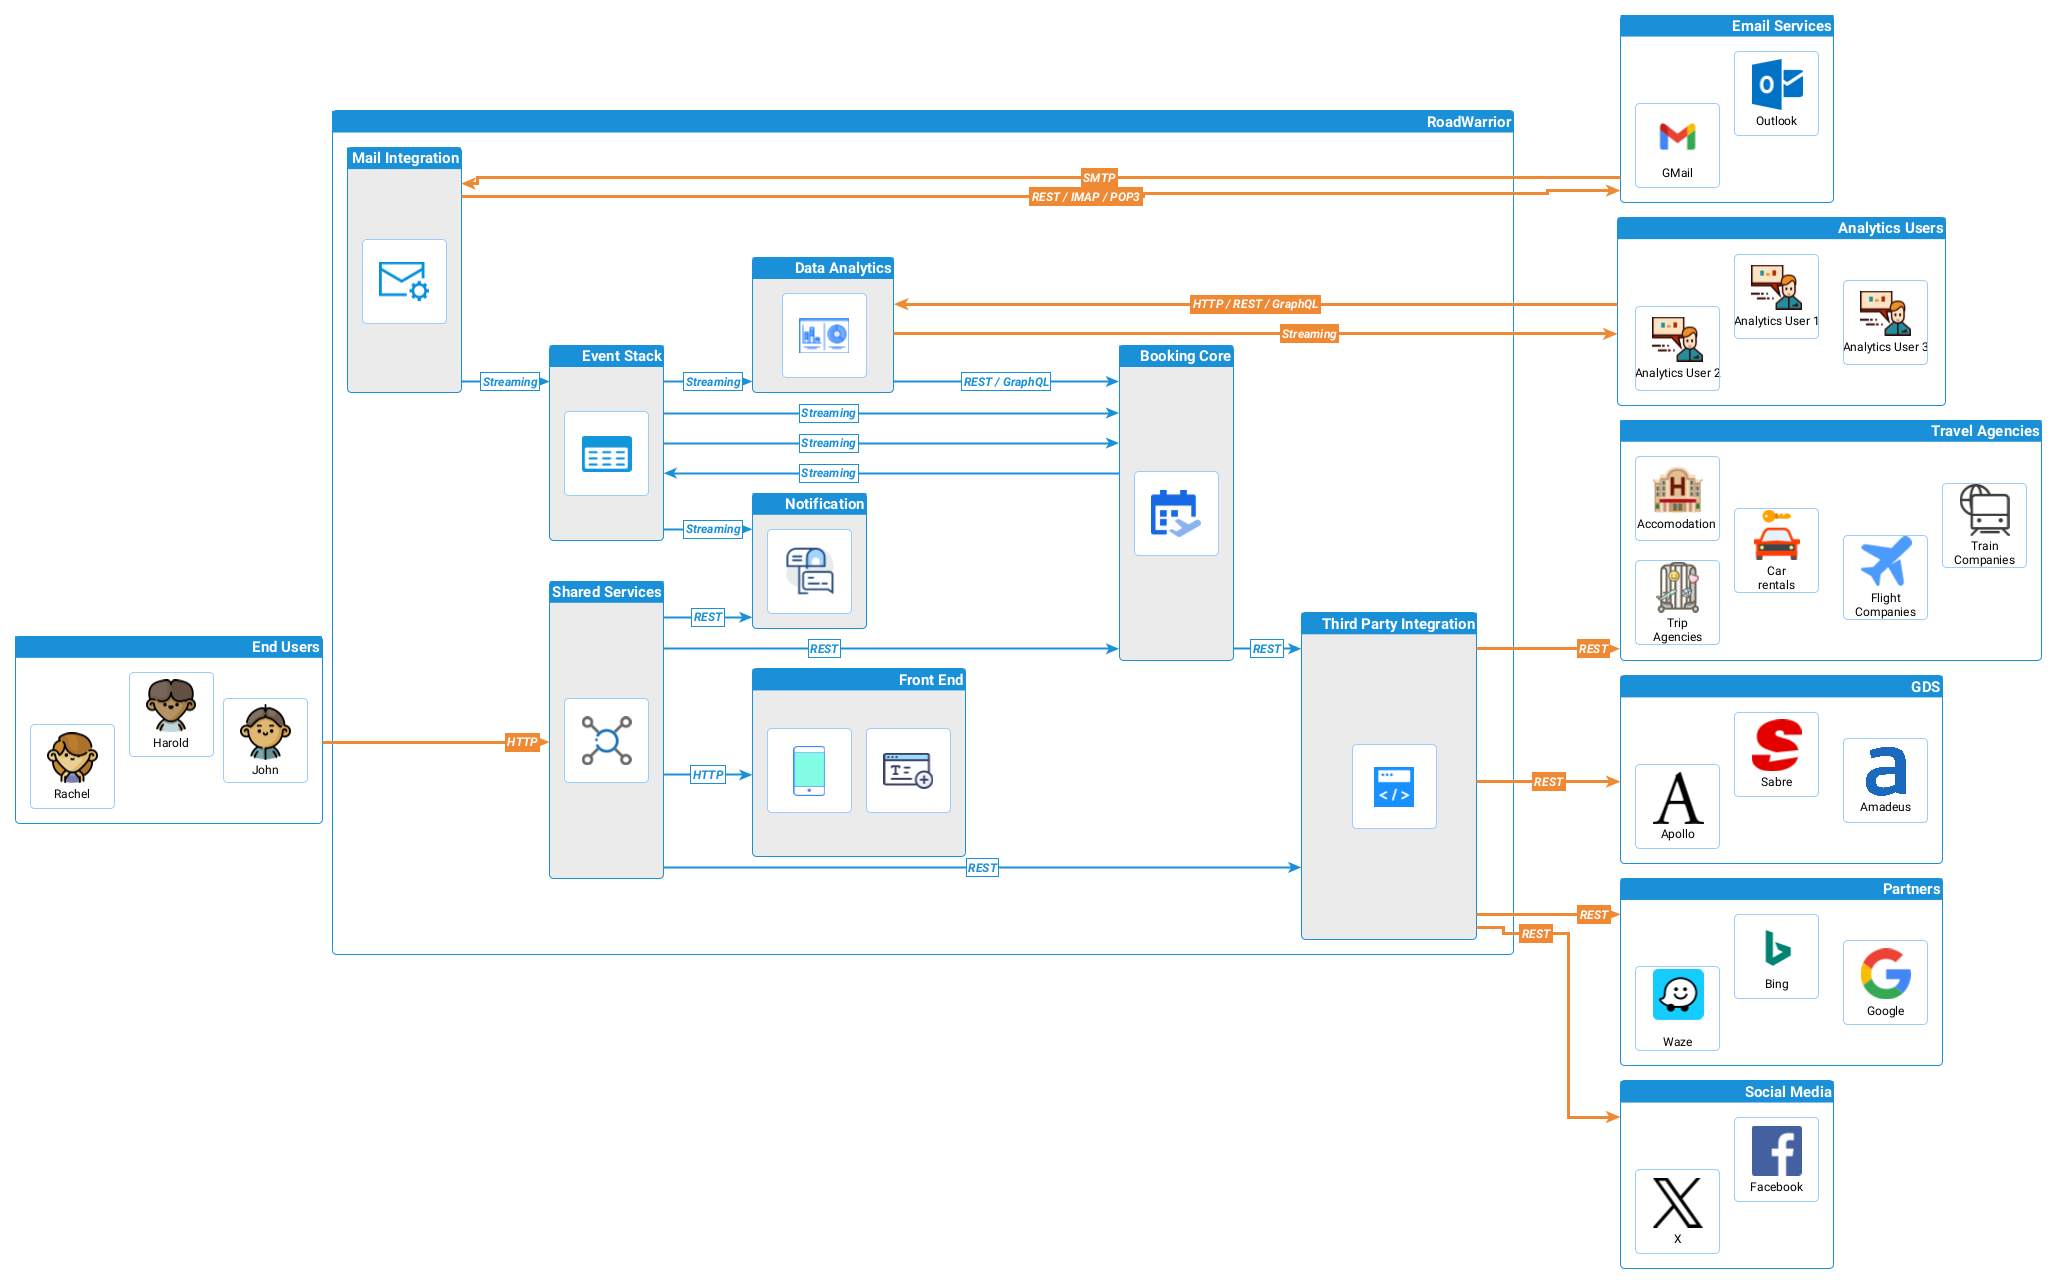 Email Services
Outlook
GMail
RoadWarrior
Mail Integration
SMTP
REST / IMAP / POP3
Analytics Users
Analytics User 1
Analytics User 2
Analytics User 3
Data Analytics
HTTP / REST / GraphQL
Streaming
Event Stack
Booking Core
Streaming
Streaming
REST / GraphQL
Streaming
Streaming
Streaming
Notification
Streaming
Travel Agencies
Accomodation
Car
rentals
Flight
Companies
Train
Companies
Trip
Agencies
Shared Services
REST
REST
REST
Third Party Integration
REST
End Users
Harold
John
Rachel
HTTP
Front End
HTTP
REST
GDS
Sabre
Amadeus
Apollo
REST
T
</>
Partners
REST
REST
Bing
Google
Waze
Social Media
Facebook
X